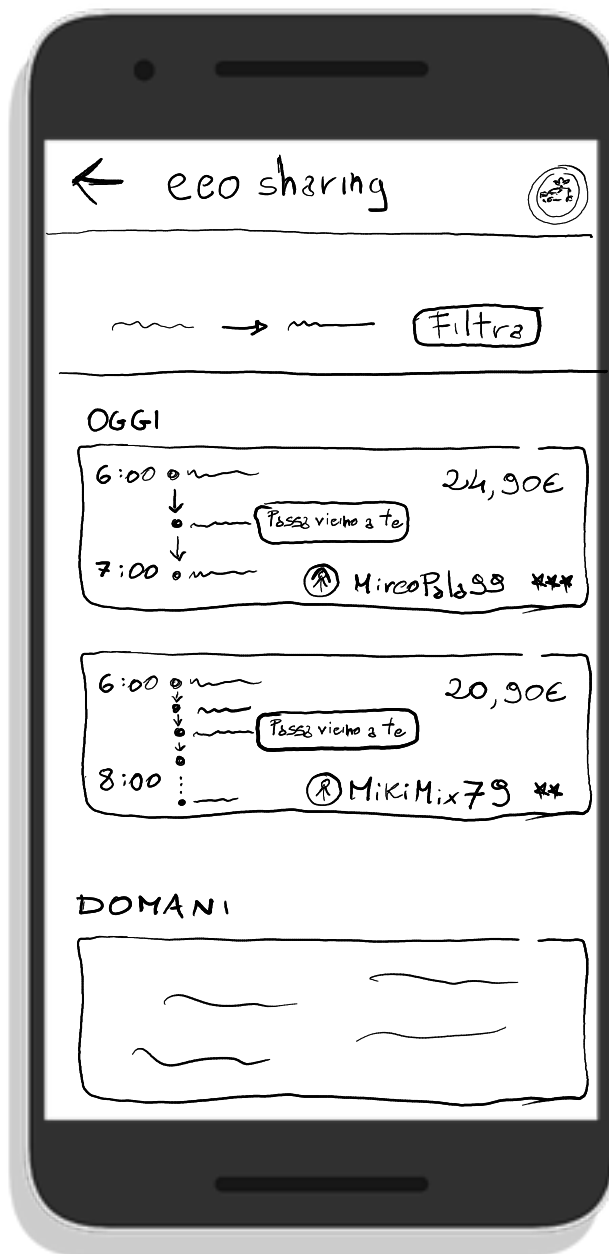 eco sharing
Filtra
OGGI
6:00 24,90€
Passa vicino a te
7:00 MircoPala99 ***
6:00 20,90€
Passa vicino a te
8:00 MikiMix79 **
DOMANI